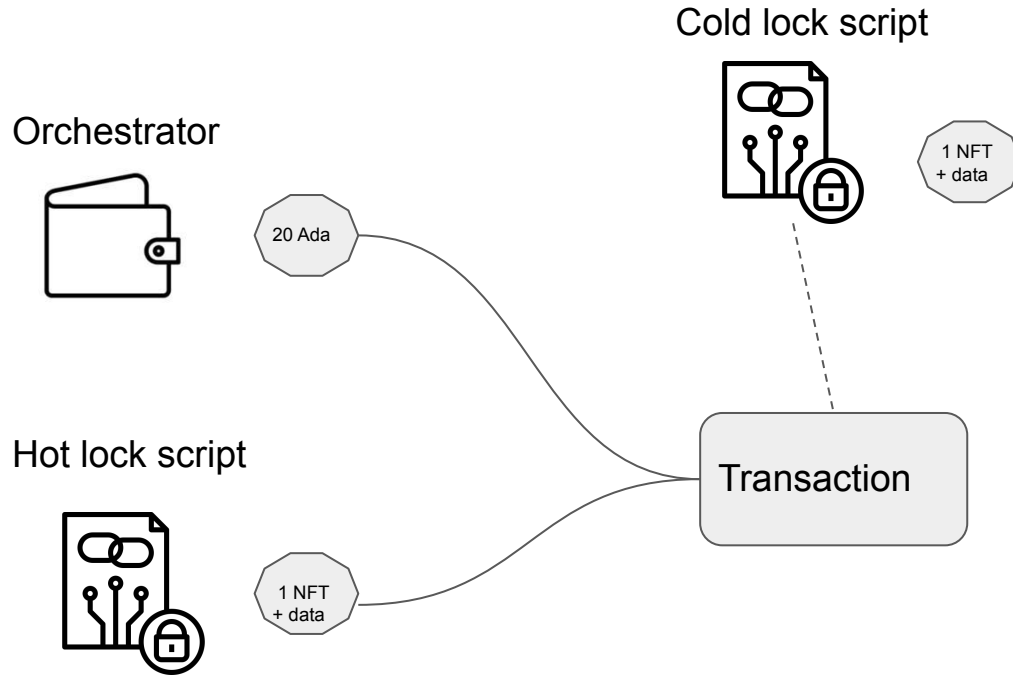 Cold lock script
1 NFT
+ data
Orchestrator
20 Ada
Transaction
Hot lock script
1 NFT
+ data